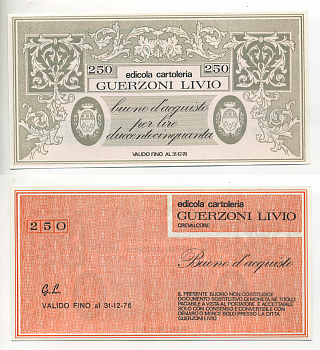 250 edicola cartoleria 250
GUERZONI LIVIO
buono d'acquisto
per lire
duecentocinquanta
VALIDO FINO AL 31-12-76
edicola cartoleria
250 GUERZONI LIVIO
CREVALCORE
Buono d'acquisto
G.L.
VALIDO FINO al 31-12-76
IL PRESENTE BUONO NON COSTITUISCE
DOCUMENTO SOSTITUTIVO DI MONETA NE TITOLO
PAGABILE A VISTA AL PORTATORE. E ACCETTABILE
SOLO CON CONSENSO E CONVERTIBILE CON
DENARO O MERCE SOLO PRESSO LA DITTA
GUERZONI LIVIO